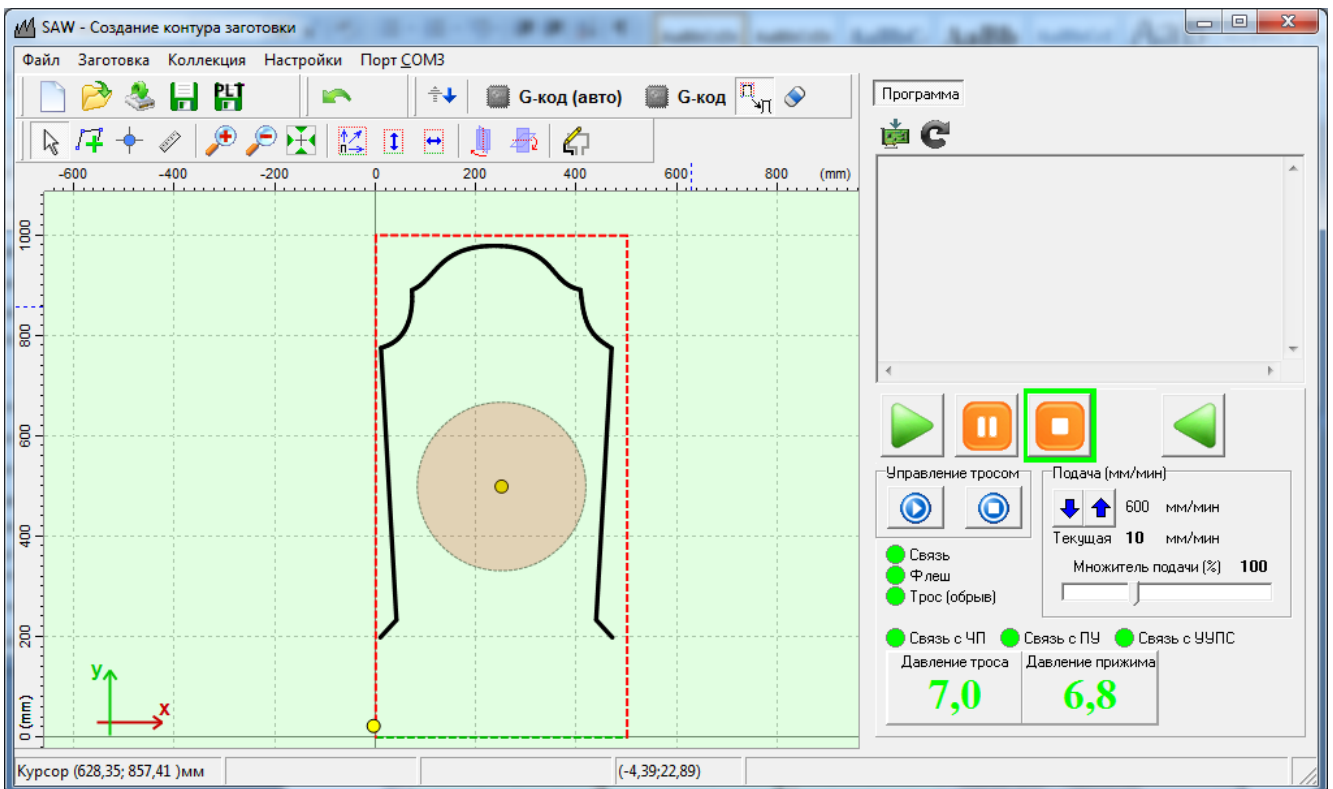 SAW - Создание контура заготовки
Файл Заготовка Коллекция Настройки Порт COM3
PLT
G-код (авто) G-код
Программа
-600 -400 -200 0 200 400 600 800 (mm)
1000
800
600
400
200
0 (mm)
y
x
Управление тросом
Подача (мм/мин)
600 мм/мин
Текущая 10 мм/мин
Множитель подачи (%) 100
Связь
Флеш
Трос (обрыв)
Связь с ЧП Связь с ПУ Связь с УУПС
Давление троса Давление прижима
7,0 6,8
Курсор (628,35; 857,41 )мм (-4,39;22,89)